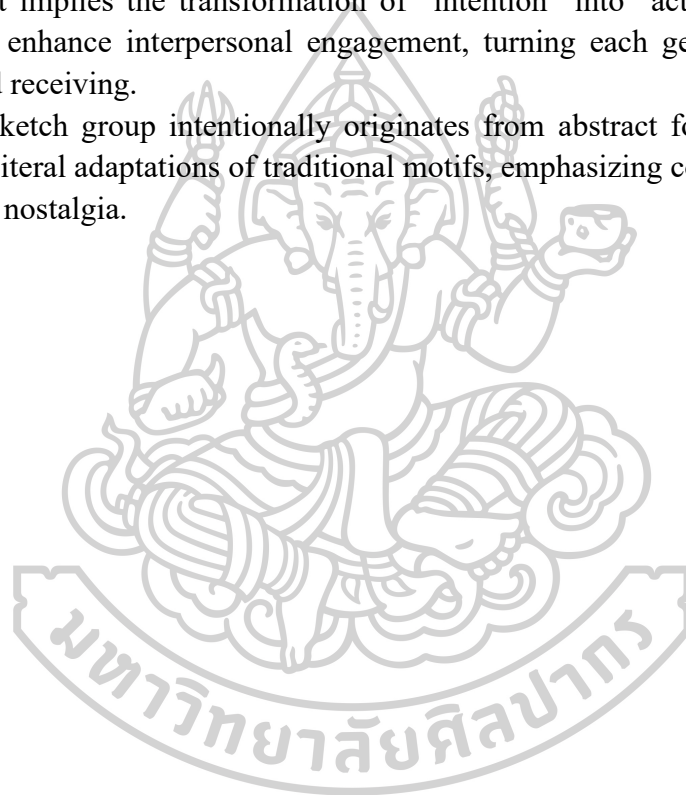 t implies the transformation of "intention" into "act
enhance interpersonal engagement, turning each ge
l receiving.
ketch group intentionally originates from abstract fo
iteral adaptations of traditional motifs, emphasizing c
nostalgia.
มหาวิทยาลัยศิลปากร